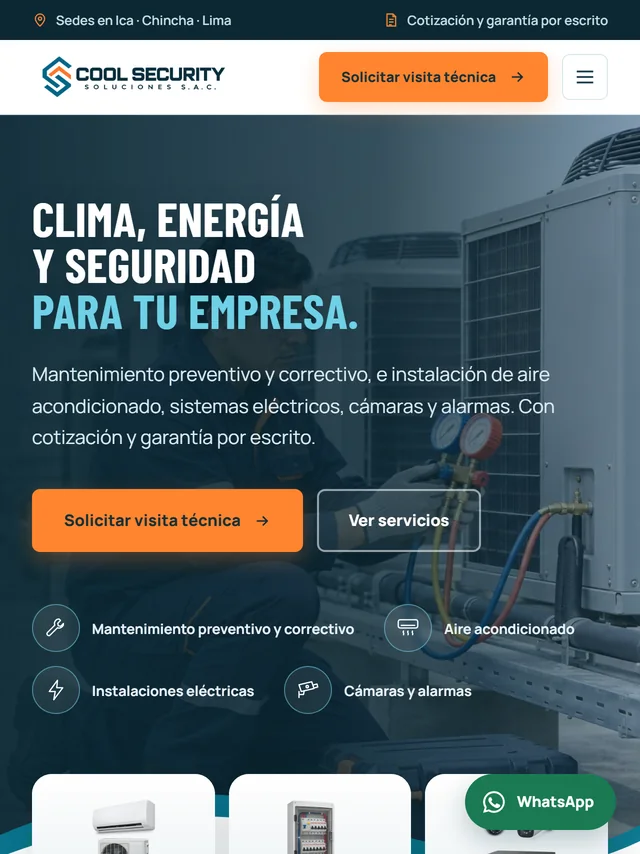 Sedes en Ica · Chincha · Lima
Cotización y garantía por escrito
COOL SECURITY
SOLUCIONES S.A.C.
Solicitar visita técnica
CLIMA, ENERGÍA
Y SEGURIDAD
PARA TU EMPRESA.
Mantenimiento preventivo y correctivo, e instalación de aire
acondicionado, sistemas eléctricos, cámaras y alarmas. Con
cotización y garantía por escrito.
Solicitar visita técnica
Ver servicios
Mantenimiento preventivo y correctivo
Aire acondicionado
Instalaciones eléctricas
Cámaras y alarmas
WhatsApp